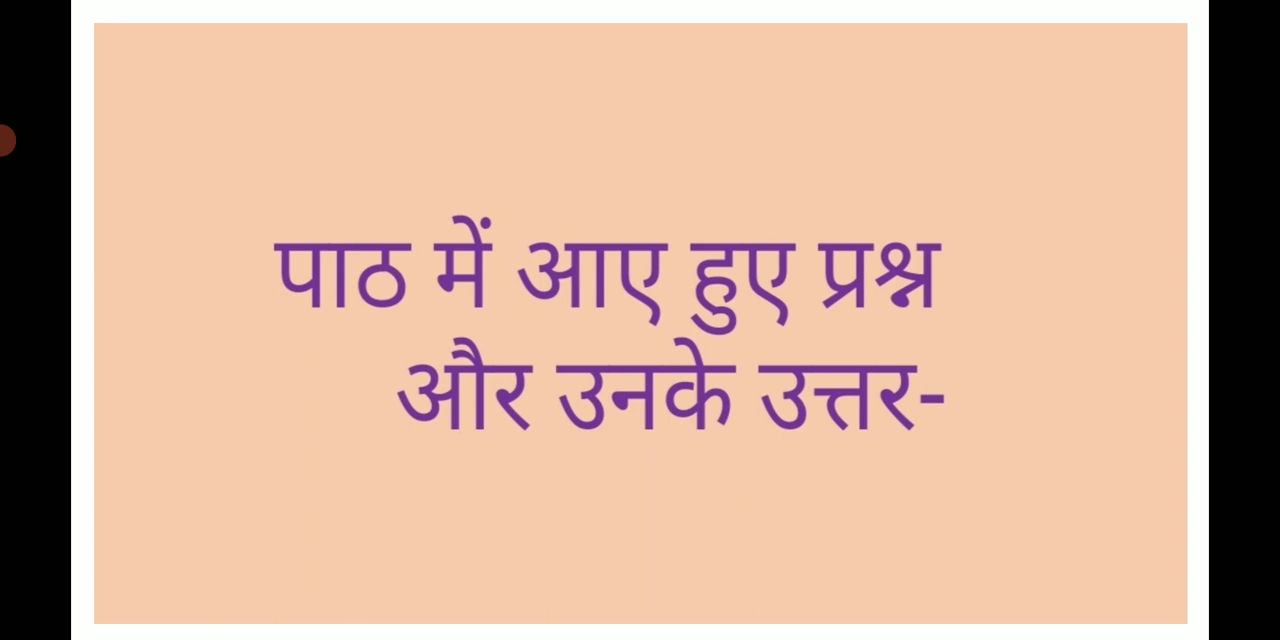 पाठ में आए हुए प्रश्न
और उनके उत्तर-